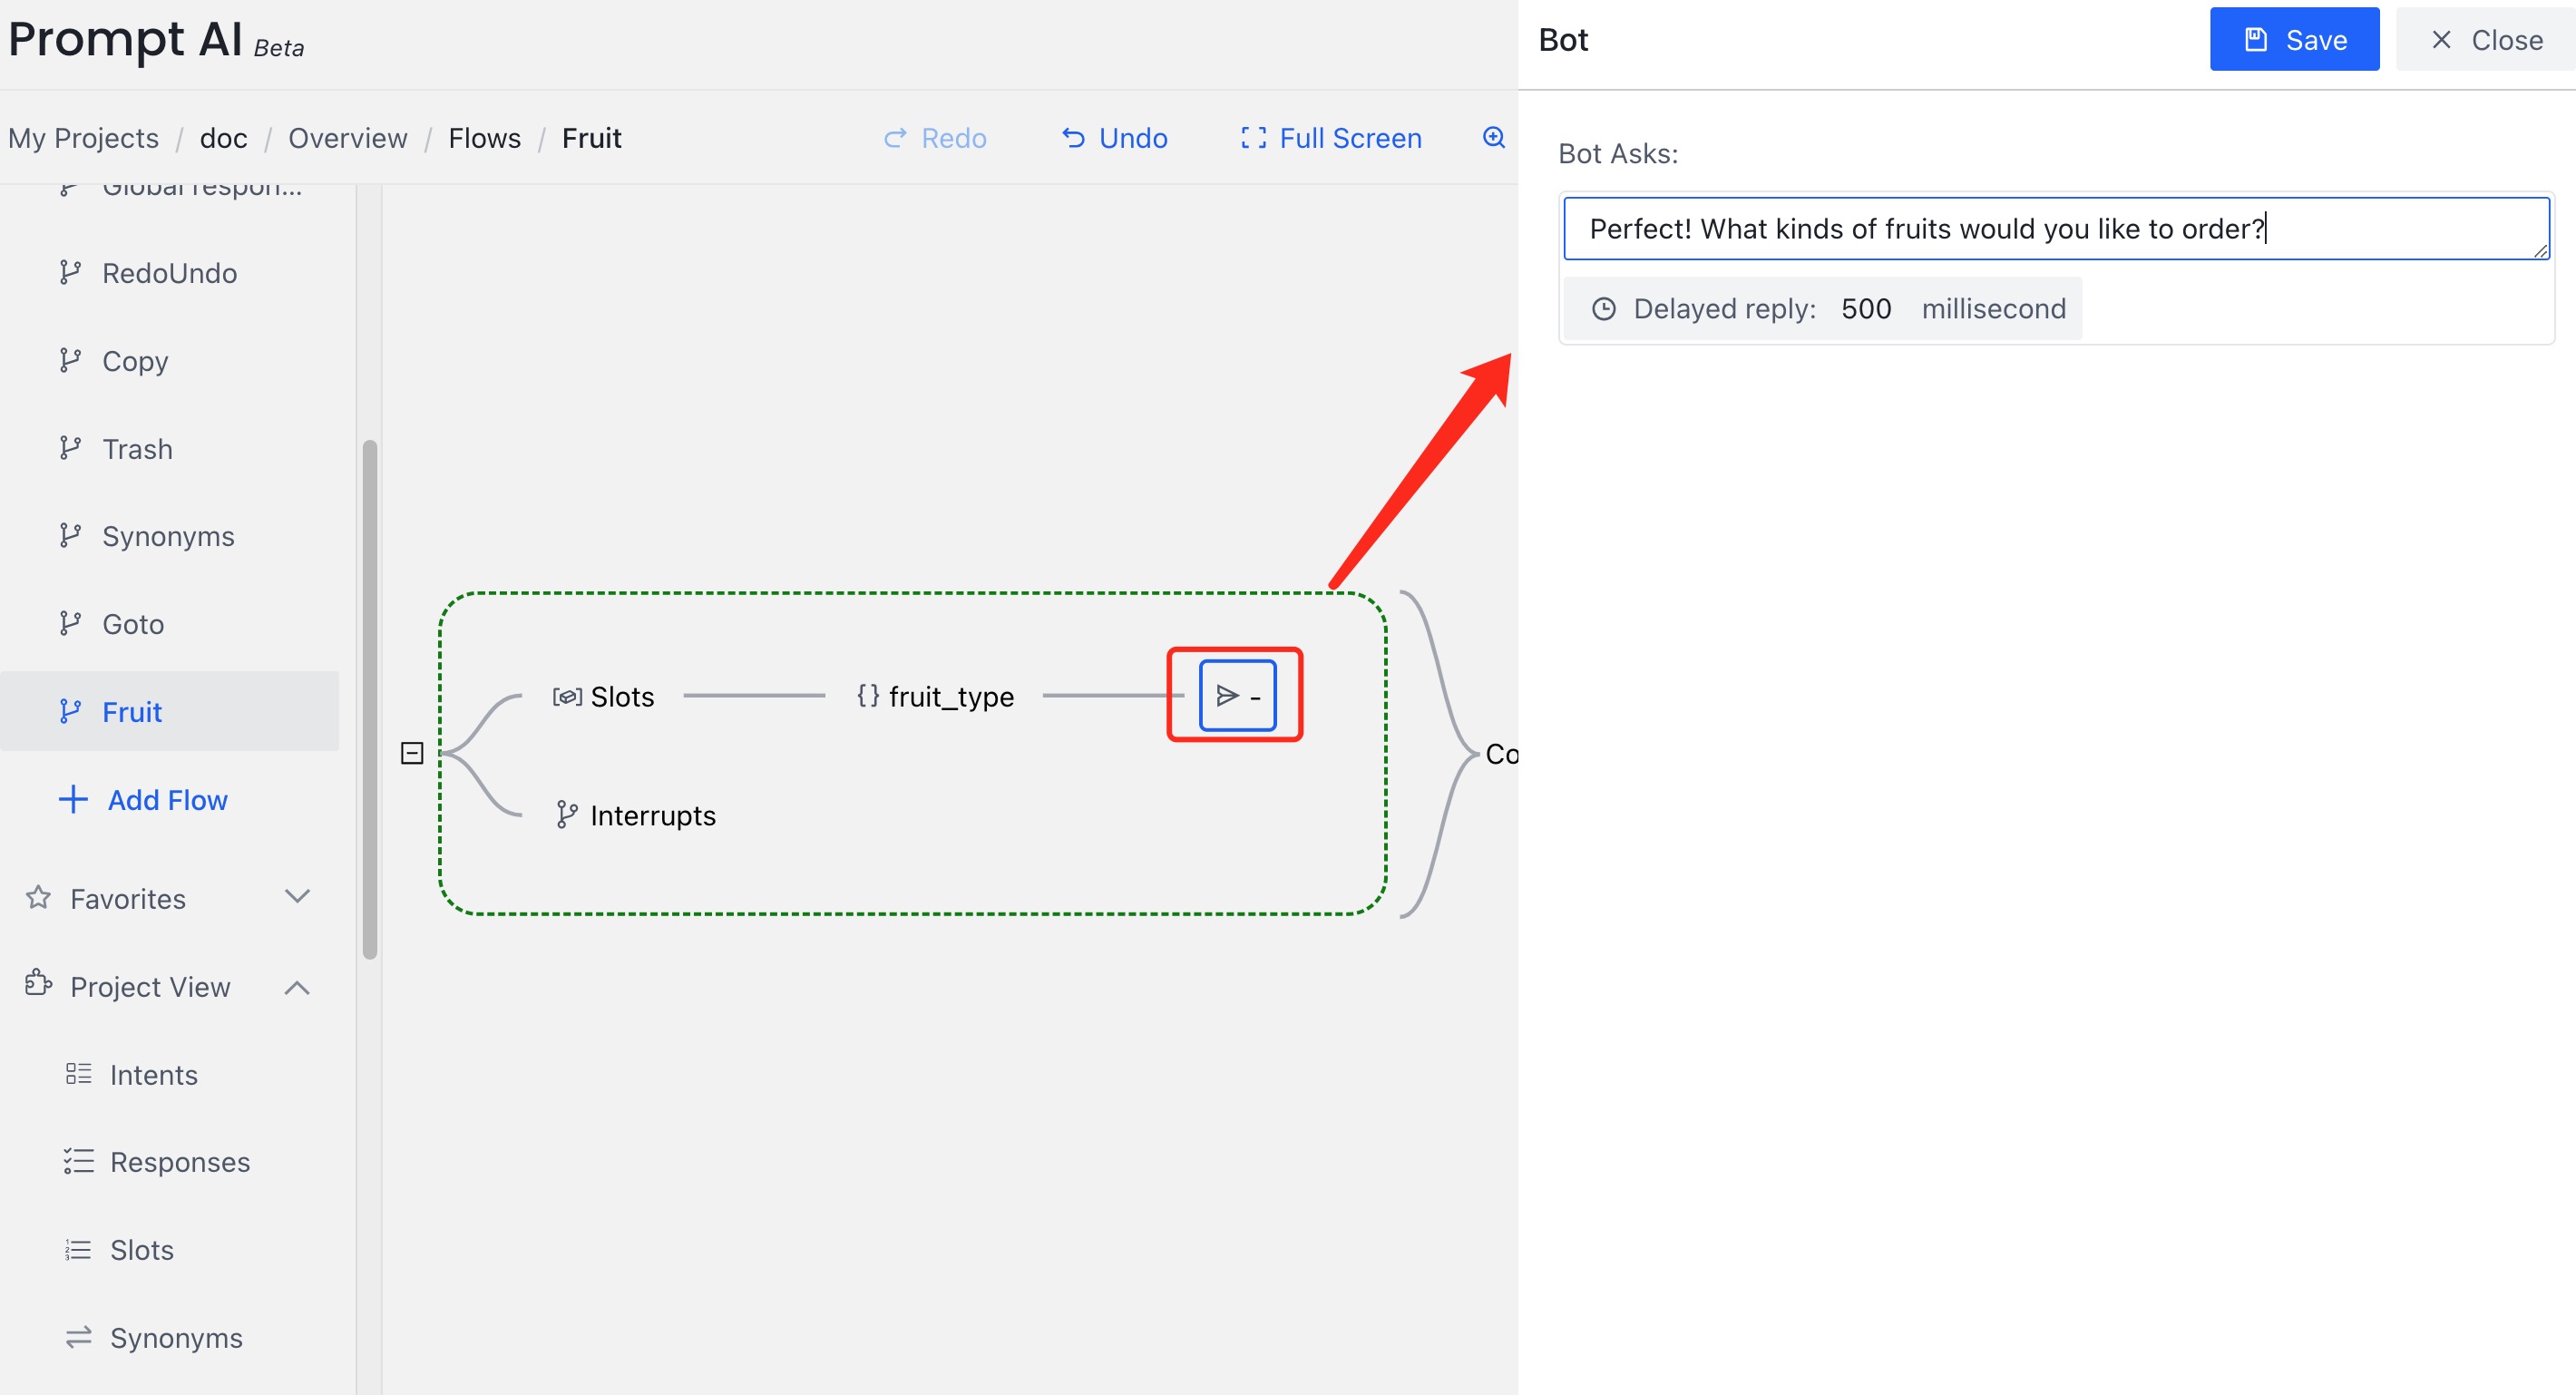 Prompt AI Beta
Bot
Save
Close
My Projects / doc / Overview / Flows / Fruit
Redo
Undo
Full Screen
Bot Asks:
Perfect! What kinds of fruits would you like to order?
Delayed reply: 500 millisecond
Global respon...
RedoUndo
Copy
Trash
Synonyms
Goto
Fruit
Add Flow
Favorites
Project View
Intents
Responses
Slots
Synonyms
Slots
fruit_type
-
Interrupts
Co